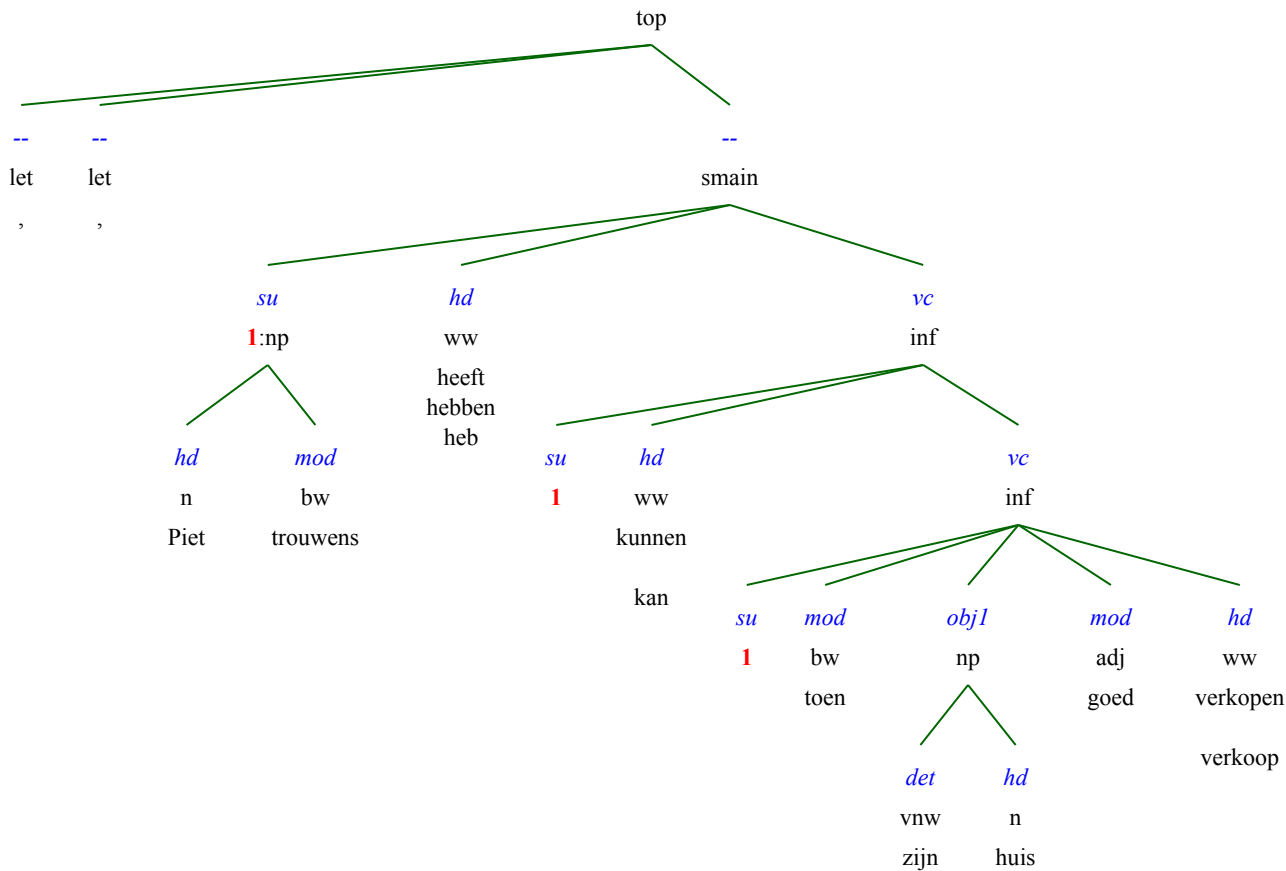 top
-- -- --
let let smain
, ,
su hd vc
1:np ww inf
heeft
hebben
heb
hd mod su hd vc
n bw 1 ww inf
Piet trouwens kunnen
kan
su mod obj1 mod hd
1 bw np adj ww
toen goed verkopen
verkoop
det hd
vnw n
zijn huis